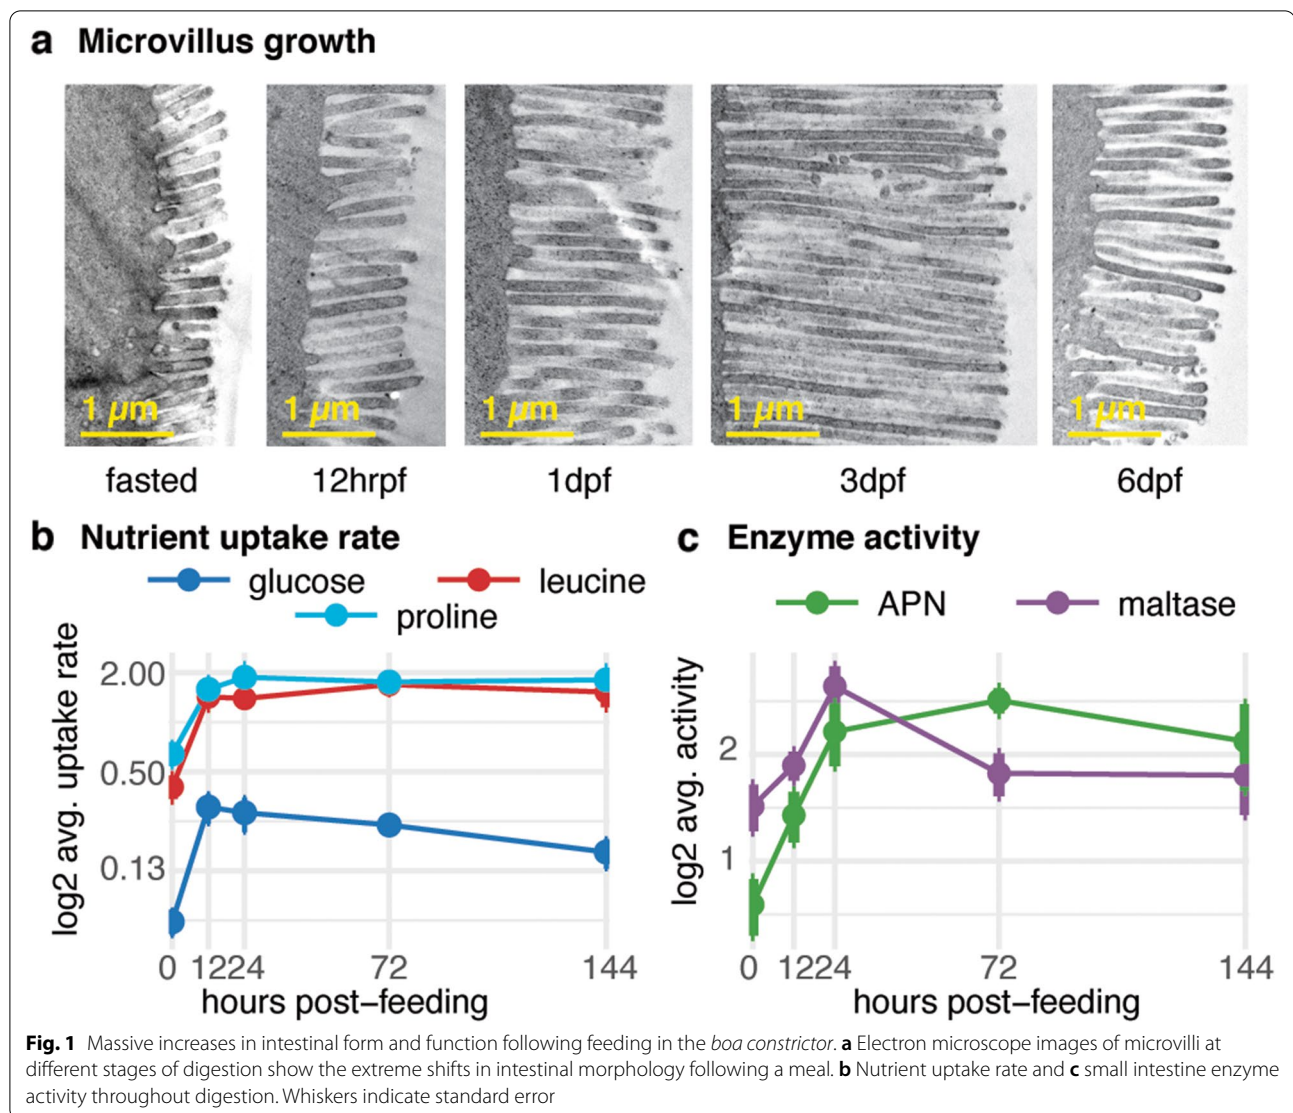 a Microvillus growth
1 µm 1 µm 1 µm 1 µm 1 µm
fasted 12hrpf 1dpf 3dpf 6dpf
b Nutrient uptake rate
glucose leucine
proline
log2 avg. uptake rate
2.00
0.50
0.13
0 12 24 72 144
hours post–feeding
c Enzyme activity
APN maltase
log2 avg. activity
2
1
0 12 24 72 144
hours post–feeding
Fig. 1 Massive increases in intestinal form and function following feeding in the boa constrictor. a Electron microscope images of microvilli at
different stages of digestion show the extreme shifts in intestinal morphology following a meal. b Nutrient uptake rate and c small intestine enzyme
activity throughout digestion. Whiskers indicate standard error